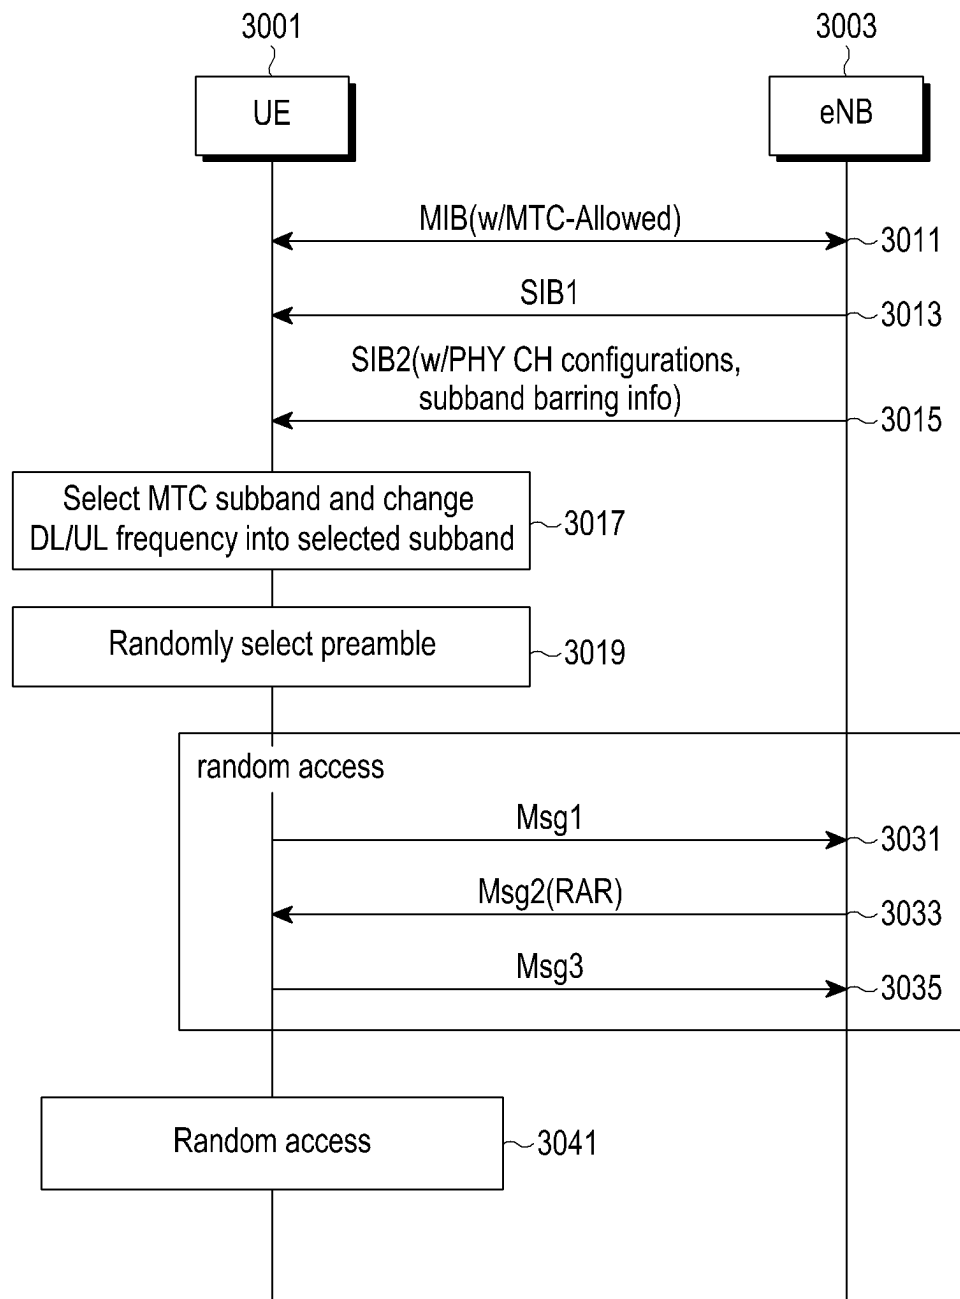 3001
3003
UE
eNB
MIB(w/MTC-Allowed)
3011
SIB1
3013
SIB2(w/PHY CH configurations,
subband barring info)
3015
Select MTC subband and change
DL/UL frequency into selected subband
3017
Randomly select preamble
3019
random access
Msg1
3031
Msg2(RAR)
3033
Msg3
3035
Random access
3041